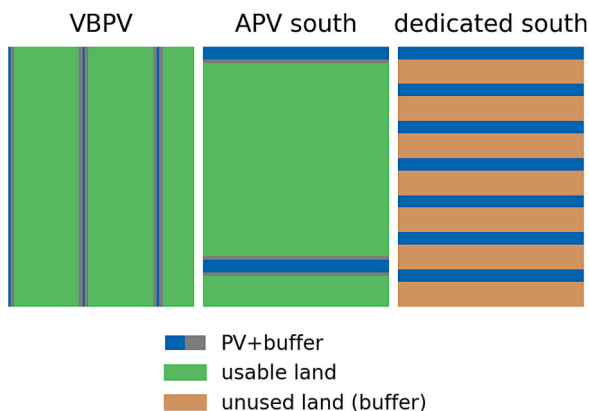 VBPV
APV south
dedicated south
PV+buffer
usable land
unused land (buffer)